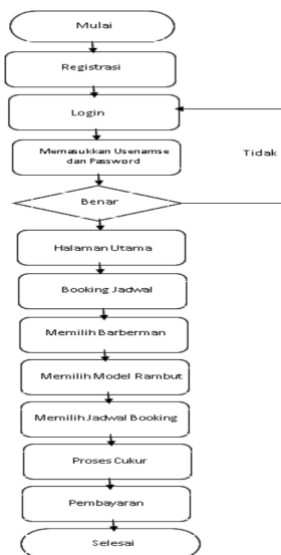 Mulai
Registrasi
Login
Memasukkan Usenamse
dan Password
Tidak
Benar
Halaman Utama
Booking Jadwal
Memilih Barberman
Memilih Model Rambut
Memilih Jadwal Booking
Proses Cukur
Pembayaran
Selesai